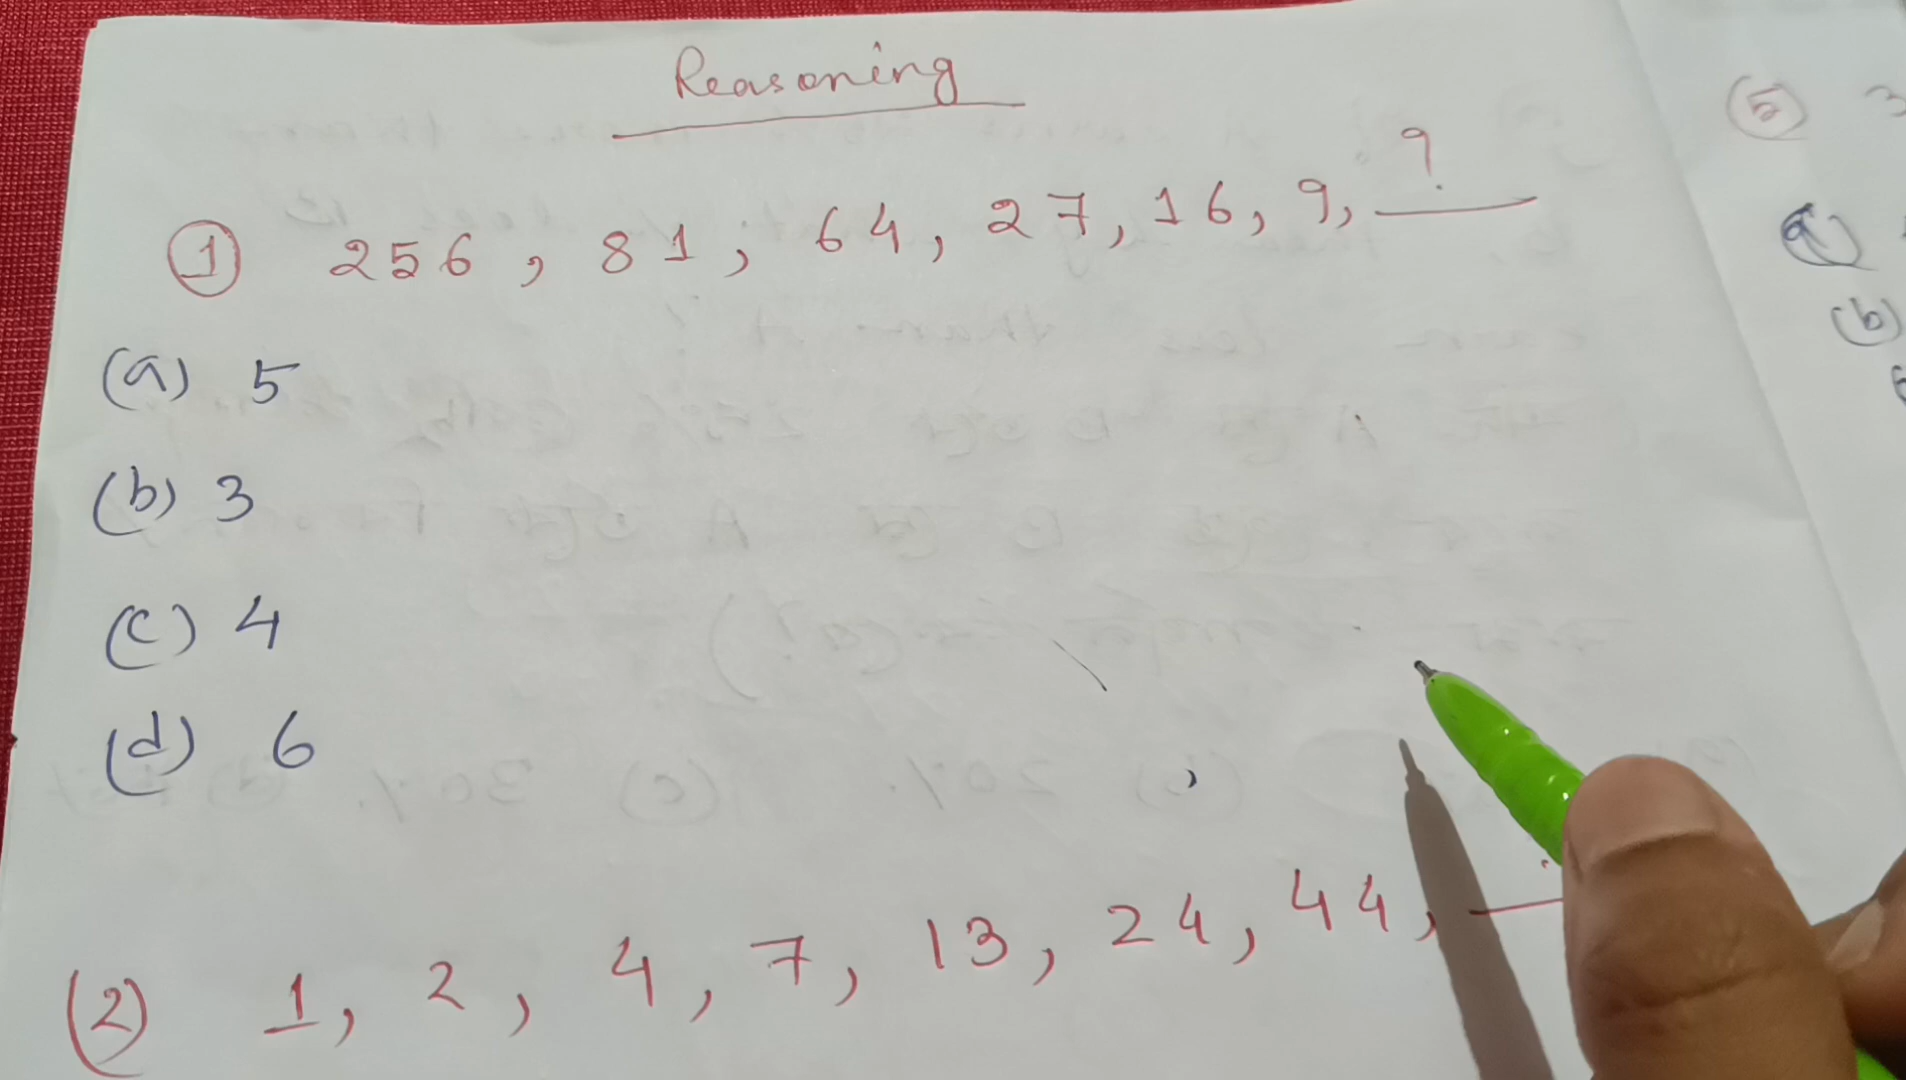 Reasoning
① 256, 81, 64, 27, 16, 9, ?
(a) 5
(b) 3
(c) 4
(d) 6
(2) 1, 2, 4, 7, 13, 24, 44,
(5) 3
(a)
(b)